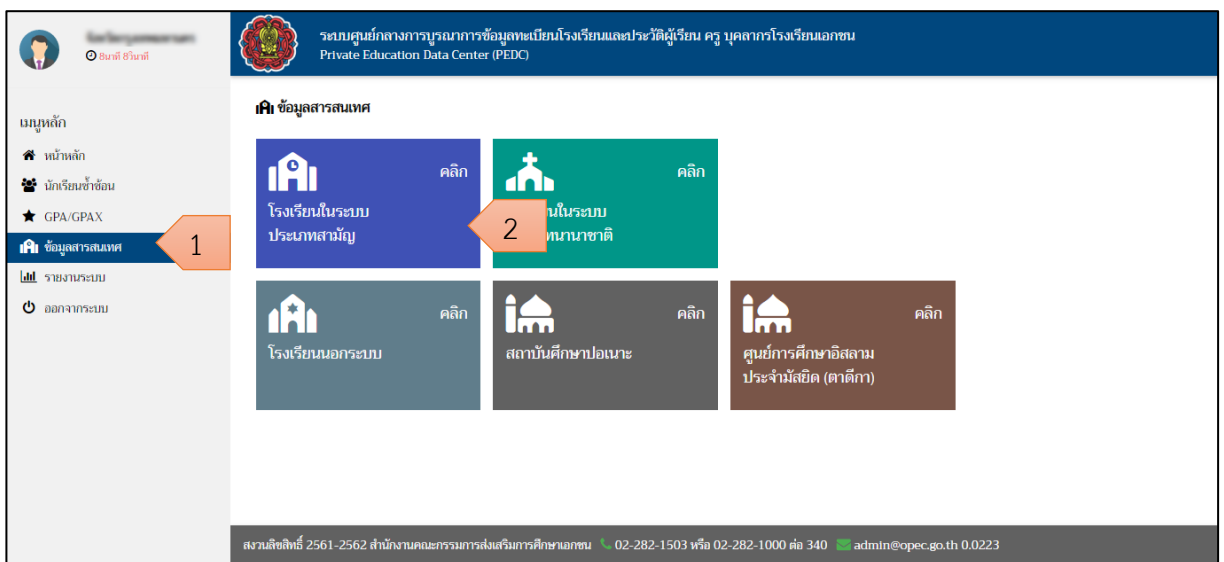 8นาที 8วินาที
ระบบศูนย์กลางการบูรณาการข้อมูลทะเบียนโรงเรียนและประวัติผู้เรียน ครู บุคลากรโรงเรียนเอกชน
Private Education Data Center (PEDC)
เมนูหลัก
หน้าหลัก
นักเรียนซ้ำซ้อน
GPA/GPAX
ข้อมูลสารสนเทศ
รายงานระบบ
ออกจากระบบ
1
ข้อมูลสารสนเทศ
คลิก
โรงเรียนในระบบ
ประเภทสามัญ
2
คลิก
นในระบบ
ทนานาชาติ
คลิก
โรงเรียนนอกระบบ
คลิก
สถาบันศึกษาปอเนาะ
คลิก
ศูนย์การศึกษาอิสลาม
ประจำมัสยิด (ตาดีกา)
สงวนลิขสิทธิ์ 2561-2562 สำนักงานคณะกรรมการส่งเสริมการศึกษาเอกชน 02-282-1503 หรือ 02-282-1000 ต่อ 340 admin@opec.go.th 0.0223